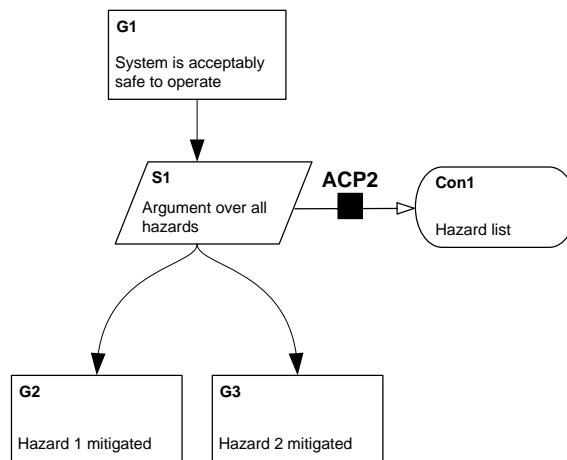 G1
System is acceptably
safe to operate
S1
Argument over all
hazards
ACP2
Con1
Hazard list
G2
Hazard 1 mitigated
G3
Hazard 2 mitigated